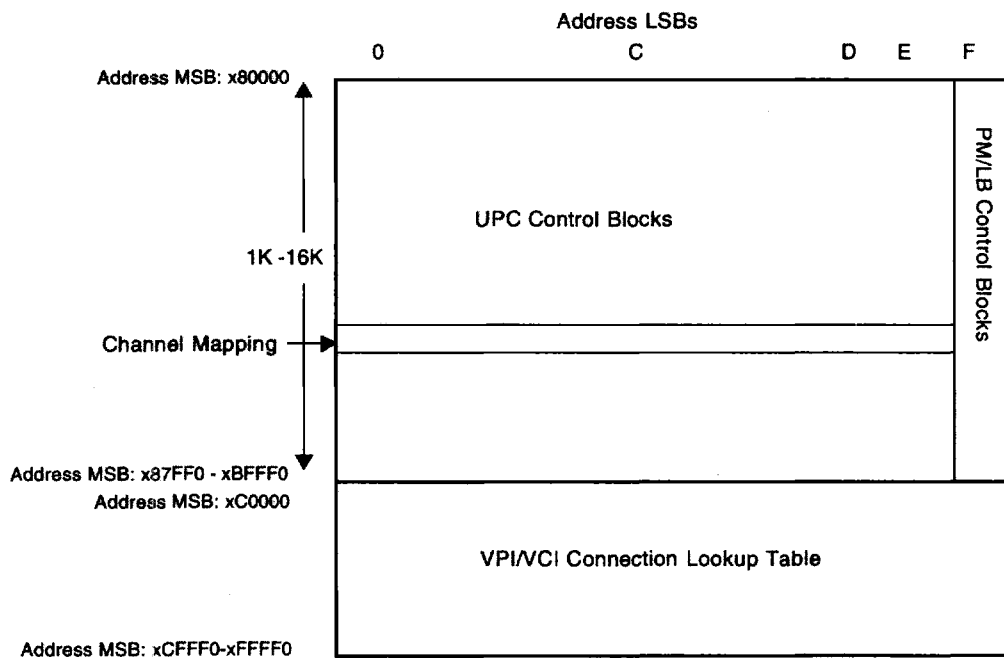 Address LSBs
0 C D E F
Address MSB: x80000
PM/LB Control Blocks
UPC Control Blocks
1K -16K
Channel Mapping
Address MSB: x87FF0 - xBFFF0
Address MSB: xC0000
VPI/VCI Connection Lookup Table
Address MSB: xCFFF0-xFFFF0